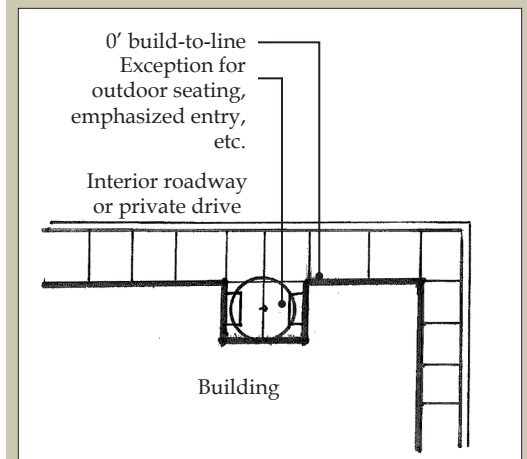 0’ build-to-line
Exception for
outdoor seating,
emphasized entry,
etc.
Interior roadway
or private drive
Building